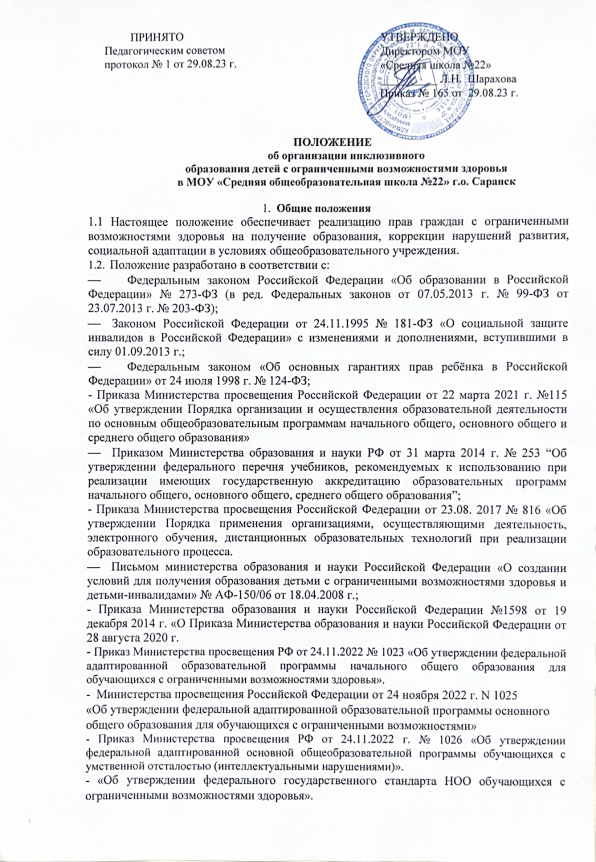 ПРИНЯТО
Педагогическим советом
протокол № 1 от 29.08.23 г.
УТВЕРЖДЕНО
Директором МОУ
«Средняя школа №22»
Л.Н. Шарахова
Приказ № 165 от 29.08.23 г.
ПОЛОЖЕНИЕ
об организации инклюзивного
образования детей с ограниченными возможностями здоровья
в МОУ «Средняя общеобразовательная школа №22» г.о. Саранск
1. Общие положения
1.1 Настоящее положение обеспечивает реализацию прав граждан с ограниченными
возможностями здоровья на получение образования, коррекции нарушений развития,
социальной адаптации в условиях общеобразовательного учреждения.
1.2. Положение разработано в соответствии с:
— Федеральным законом Российской Федерации «Об образовании в Российской
Федерации» № 273-ФЗ (в ред. Федеральных законов от 07.05.2013 г. № 99-ФЗ от
23.07.2013 г. № 203-ФЗ);
— Законом Российской Федерации от 24.11.1995 № 181-ФЗ «О социальной защите
инвалидов в Российской Федерации» с изменениями и дополнениями, вступившими в
силу 01.09.2013 г.;
— Федеральным законом «Об основных гарантиях прав ребёнка в Российской
Федерации» от 24 июля 1998 г. № 124-ФЗ;
- Приказа Министерства просвещения Российской Федерации от 22 марта 2021 г. №115
«Об утверждении Порядка организации и осуществления образовательной деятельности
по основным общеобразовательным программам начального общего, основного общего и
среднего общего образования»
— Приказом Министерства образования и науки РФ от 31 марта 2014 г. № 253 “Об
утверждении федерального перечня учебников, рекомендуемых к использованию при
реализации имеющих государственную аккредитацию образовательных программ
начального общего, основного общего, среднего общего образования”;
- Приказа Министерства просвещения Российской Федерации от 23.08. 2017 № 816 «Об
утверждении Порядка применения организациями, осуществляющими деятельность,
электронного обучения, дистанционных образовательных технологий при реализации
образовательного процесса.
— Письмом министерства образования и науки Российской Федерации «О создании
условий для получения образования детьми с ограниченными возможностями здоровья и
детьми-инвалидами» № АФ-150/06 от 18.04.2008 г.;
- Приказа Министерства образования и науки Российской Федерации №1598 от 19
декабря 2014 г. «О Приказа Министерства образования и науки Российской Федерации от
28 августа 2020 г.
- Приказ Министерства просвещения РФ от 24.11.2022 № 1023 «Об утверждении федеральной
адаптированной образовательной программы начального общего образования для
обучающихся с ограниченными возможностями здоровья».
- Министерства просвещения Российской Федерации от 24 ноября 2022 г. N 1025
«Об утверждении федеральной адаптированной образовательной программы основного
общего образования для обучающихся с ограниченными возможностями»
- Приказ Министерства просвещения РФ от 24.11.2022 г. № 1026 «Об утверждении
федеральной адаптированной основной общеобразовательной программы обучающихся с
умственной отсталостью (интеллектуальными нарушениями)».
- «Об утверждении федерального государственного стандарта НОО обучающихся с
ограниченными возможностями здоровья».